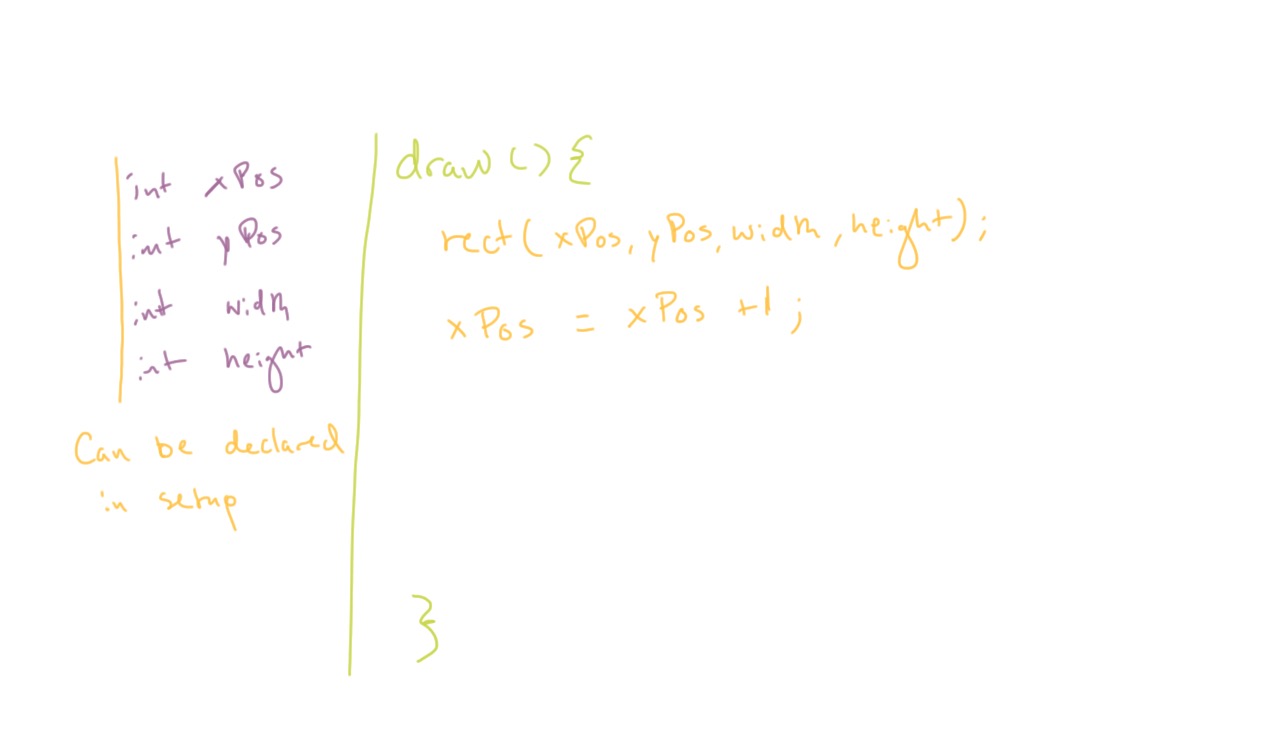 int xPos
int yPos
int width
int height
Can be declared
in setup
draw () {
rect( xPos, yPos, width, height);
xPos = xPos +1;
}